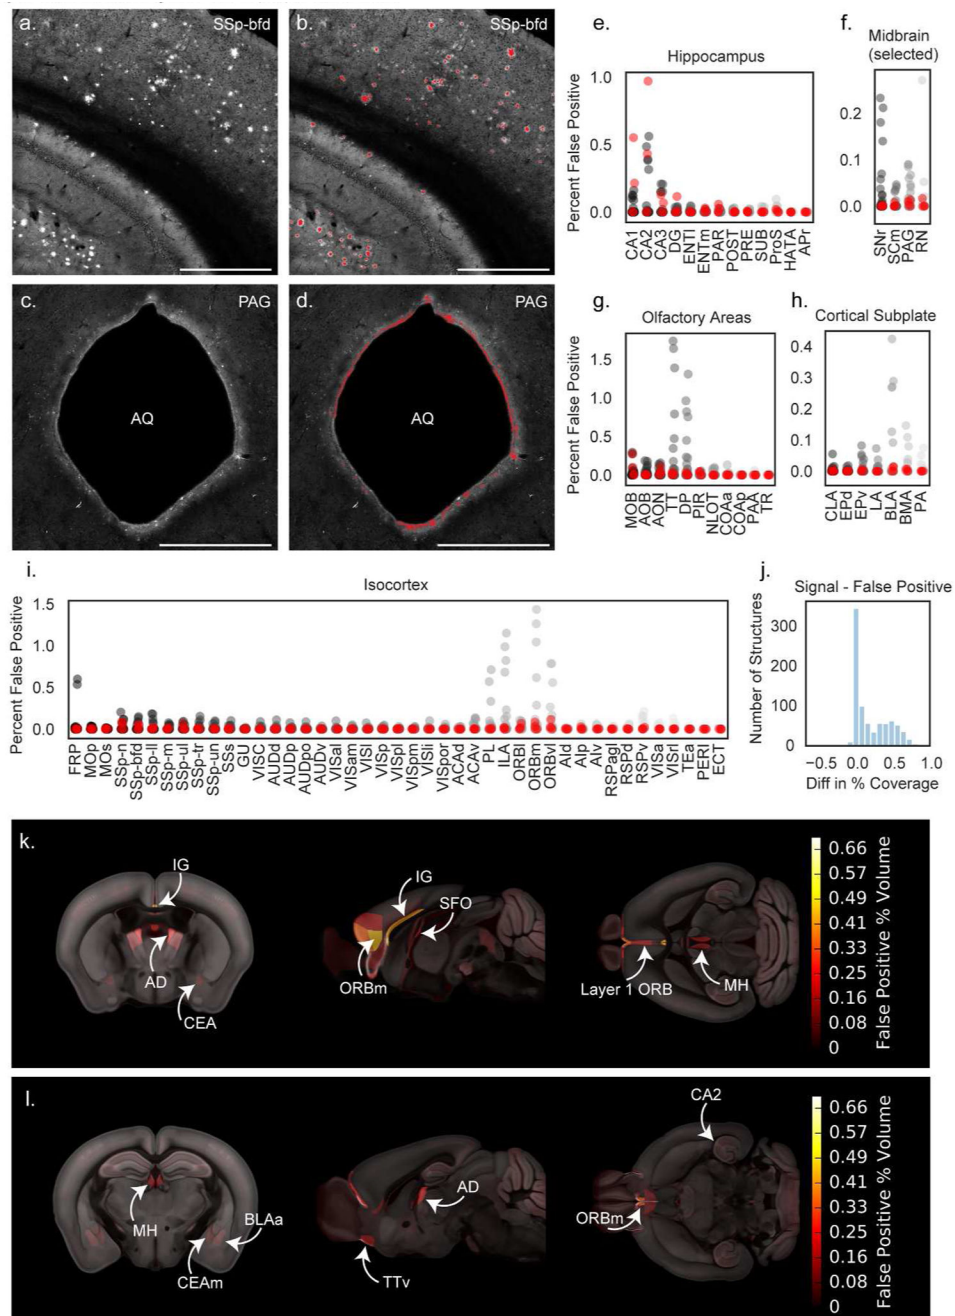 a. SSp-bfd
b. SSp-bfd
c. PAG
AQ
d. PAG
AQ
e.
Hippocampus
Percent False Positive
1.0
0.5
0.0
CA1
CA2
CA3
DG
ENTl
ENTm
PAR
POST
PRE
SUB
ProS
HATA
APr
f.
Midbrain
(selected)
0.2
0.1
0.0
SNr
SCm
PAG
RN
g.
Olfactory Areas
Percent False Positive
1.5
1.0
0.5
0.0
MOB
AOB
AON
TT
DP
PIR
NLOT
COAa
COAp
PAA
TR
h.
Cortical Subplate
0.4
0.3
0.2
0.1
0.0
CLA
EPd
EPv
LA
BLA
BMA
PA
i.
Isocortex
Percent False Positive
1.5
1.0
0.5
0.0
FRP
MOp
MOs
SSp-n
SSp-bfd
SSp-ll
SSp-m
SSp-ul
SSp-tr
SSp-un
SSs
GU
VISC
AUDd
AUDp
AUDpo
AUDv
VISal
VISam
VISl
VISp
VISpl
VISpm
VISli
VISpor
ACAd
ACAv
PL
ILA
ORBl
ORBm
ORBvl
AId
AIp
AIv
RSPagl
RSPd
RSPv
VISa
VISrl
TEa
PERI
ECT
j.
Signal - False Positive
Number of Structures
300
200
100
0
−0.5 0.0 0.5 1.0
Diff in % Coverage
k.
IG
AD
CEA
IG
SFO
ORBm
Layer 1 ORB
MH
0.66
0.57
0.49
0.41
0.33
0.25
0.16
0.08
0
False Positive % Volume
l.
MH
BLAa
CEAm
AD
TTv
CA2
ORBm
0.66
0.57
0.49
0.41
0.33
0.25
0.16
0.08
0
False Positive % Volume